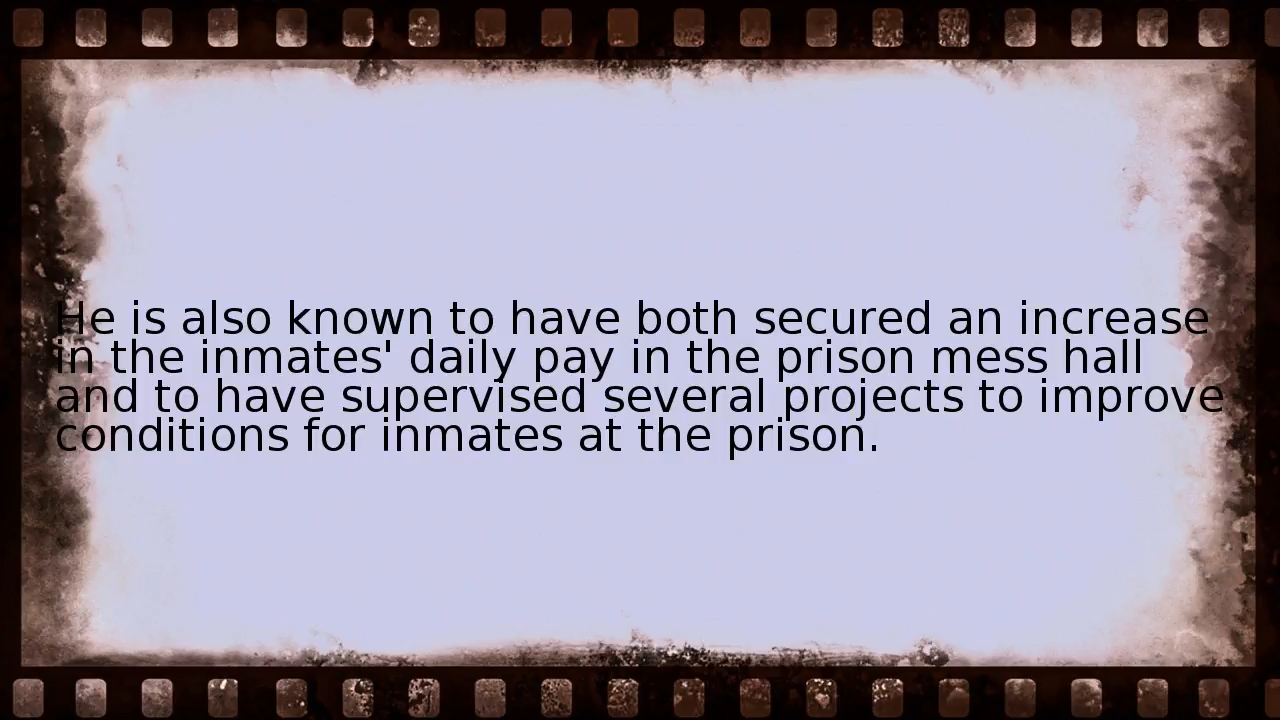 He is also known to have both secured an increase
in the inmates' daily pay in the prison mess hall
and to have supervised several projects to improve
conditions for inmates at the prison.